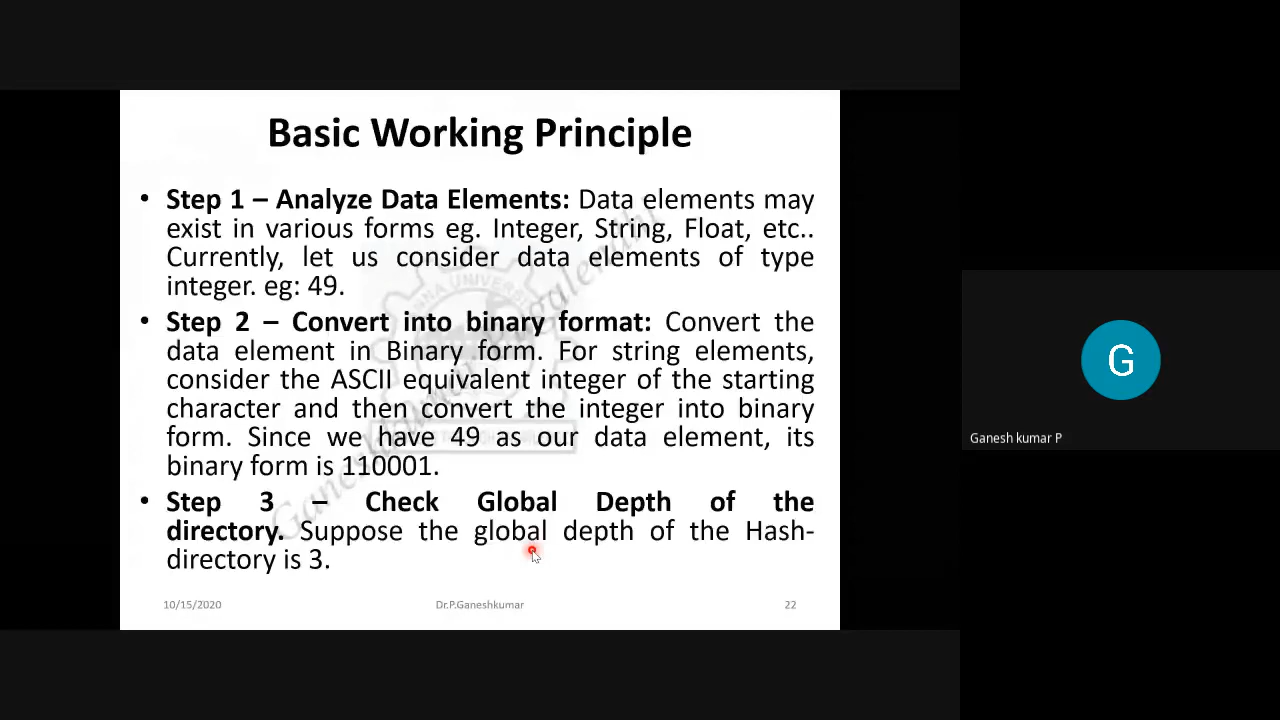 Basic Working Principle
• Step 1 – Analyze Data Elements: Data elements may
exist in various forms eg. Integer, String, Float, etc..
Currently, let us consider data elements of type
integer. eg: 49.
• Step 2 – Convert into binary format: Convert the
data element in Binary form. For string elements,
consider the ASCII equivalent integer of the starting
character and then convert the integer into binary
form. Since we have 49 as our data element, its
binary form is 110001.
• Step 3 – Check Global Depth of the
directory. Suppose the global depth of the Hash-
directory is 3.
10/15/2020 Dr.P.Ganeshkumar 22
G
Ganesh kumar P